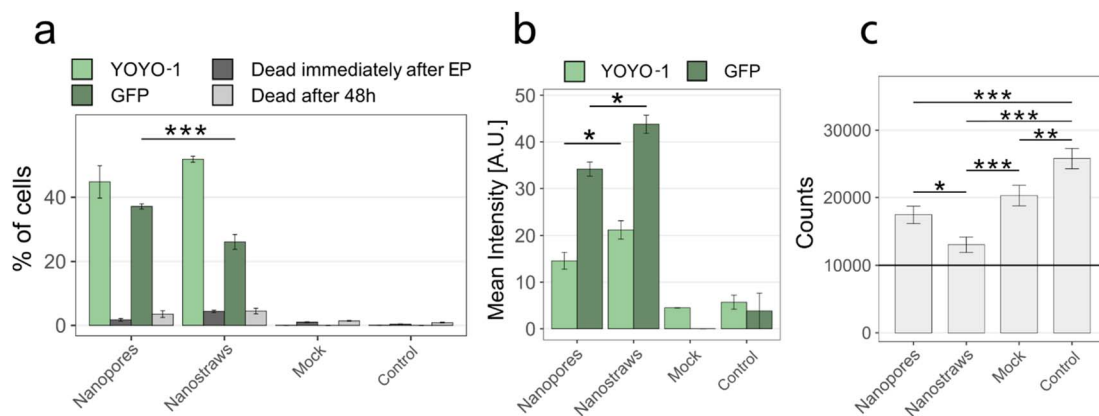 a
YOYO-1
GFP
Dead immediately after EP
Dead after 48h
% of cells
40
20
0
***
Nanopores
Nanostraws
Mock
Control
b
YOYO-1
GFP
Mean Intensity [A.U.]
50
40
30
20
10
0
*
*
Nanopores
Nanostraws
Mock
Control
c
Counts
30000
20000
10000
0
***
***
**
***
*
Nanopores
Nanostraws
Mock
Control